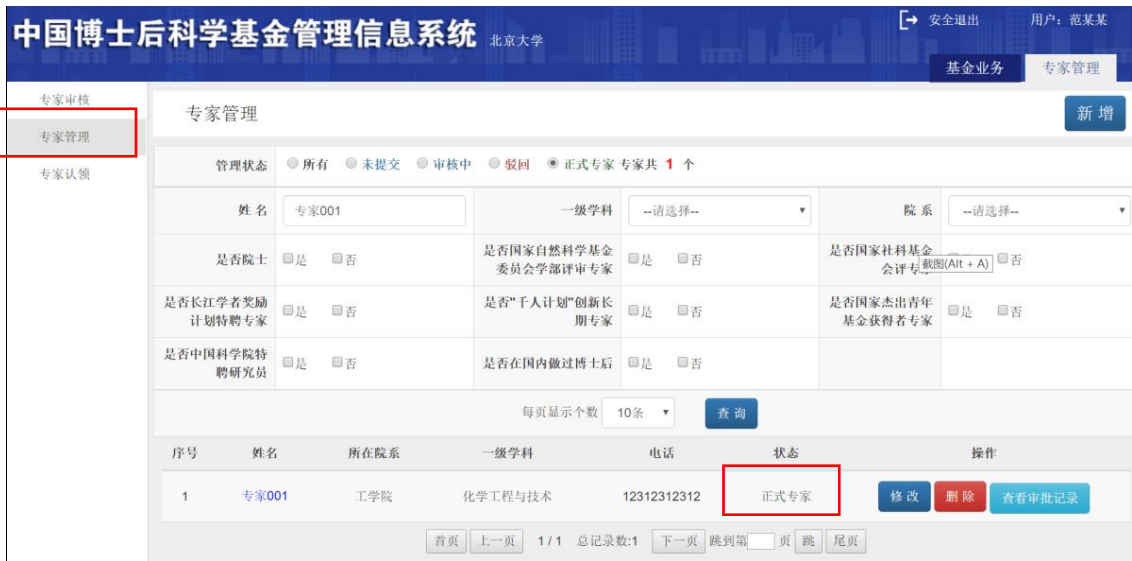 中国博士后科学基金管理信息系统 北京大学 安全退出 用户：范某某
基金业务 专家管理
专家审核
专家管理
专家认领
专家管理 新增
管理状态 所有 未提交 审核中 驳回 正式专家 专家共 1 个
姓名 专家001 一级学科 --请选择-- 院系 --请选择--
是否院士 是 否 是否国家自然科学基金委员会学部评审专家 是 否 是否国家社科基金会评专 否
截图(Alt + A)
是否长江学者奖励计划特聘专家 是 否 是否"千人计划"创新长期专家 是 否 是否国家杰出青年基金获得者专家 是 否
是否中国科学院特聘研究员 是 否 是否在国内做过博士后 是 否
每页显示个数 10条 查询
序号 姓名 所在院系 一级学科 电话 状态 操作
1 专家001 工学院 化学工程与技术 12312312312 正式专家 修改 删除 查看审批记录
首页 上一页 1 / 1 总记录数:1 下一页 跳到第 页 跳 尾页